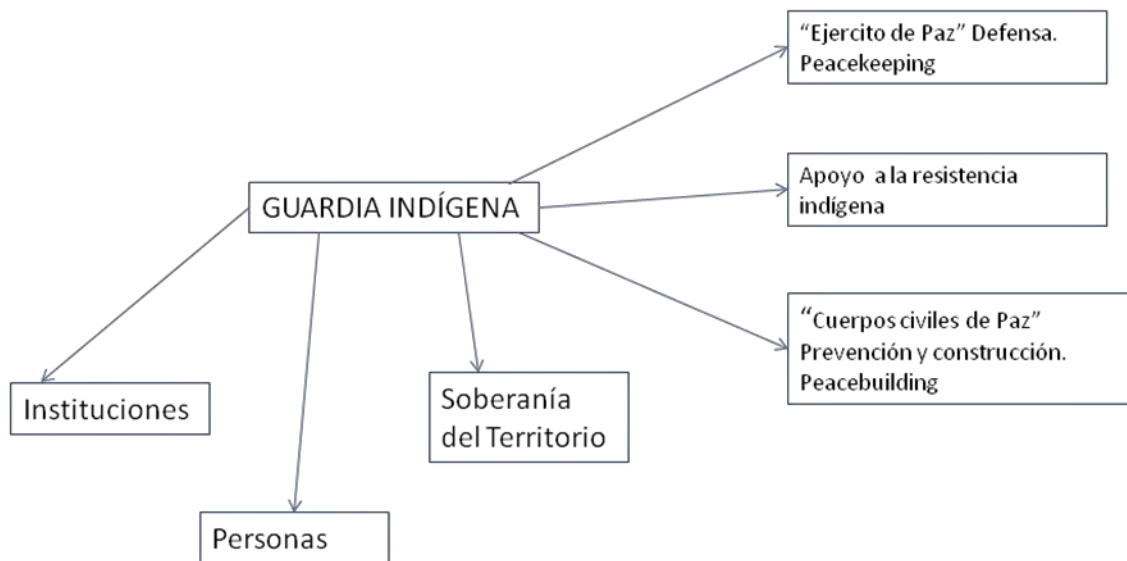 “Ejercito de Paz” Defensa.
Peacekeeping
Apoyo a la resistencia
indígena
GUARDIA INDÍGENA
“Cuerpos civiles de Paz”
Prevención y construcción.
Peacebuilding
Instituciones
Soberanía
del Territorio
Personas